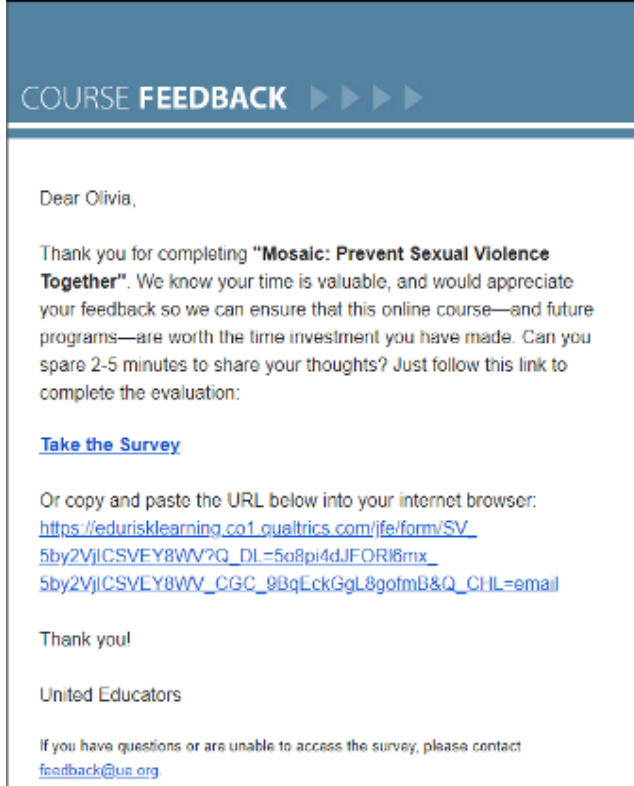 COURSE FEEDBACK
Dear Olivia,
Thank you for completing "Mosaic: Prevent Sexual Violence
Together". We know your time is valuable, and would appreciate
your feedback so we can ensure that this online course—and future
programs—are worth the time investment you have made. Can you
spare 2-5 minutes to share your thoughts? Just follow this link to
complete the evaluation:
Take the Survey
Or copy and paste the URL below into your internet browser:
https://edurisklearning.co1.qualtrics.com/jfe/form/SV_
5by2VjICSVEY8WV?Q_DL=5o8pi4dJFORI6mx_
5by2VjICSVEY8WV_CGC_9BqEckGgL8gofmB&Q_CHL=email
Thank you!
United Educators
If you have questions or are unable to access the survey, please contact
feedback@ue.org.